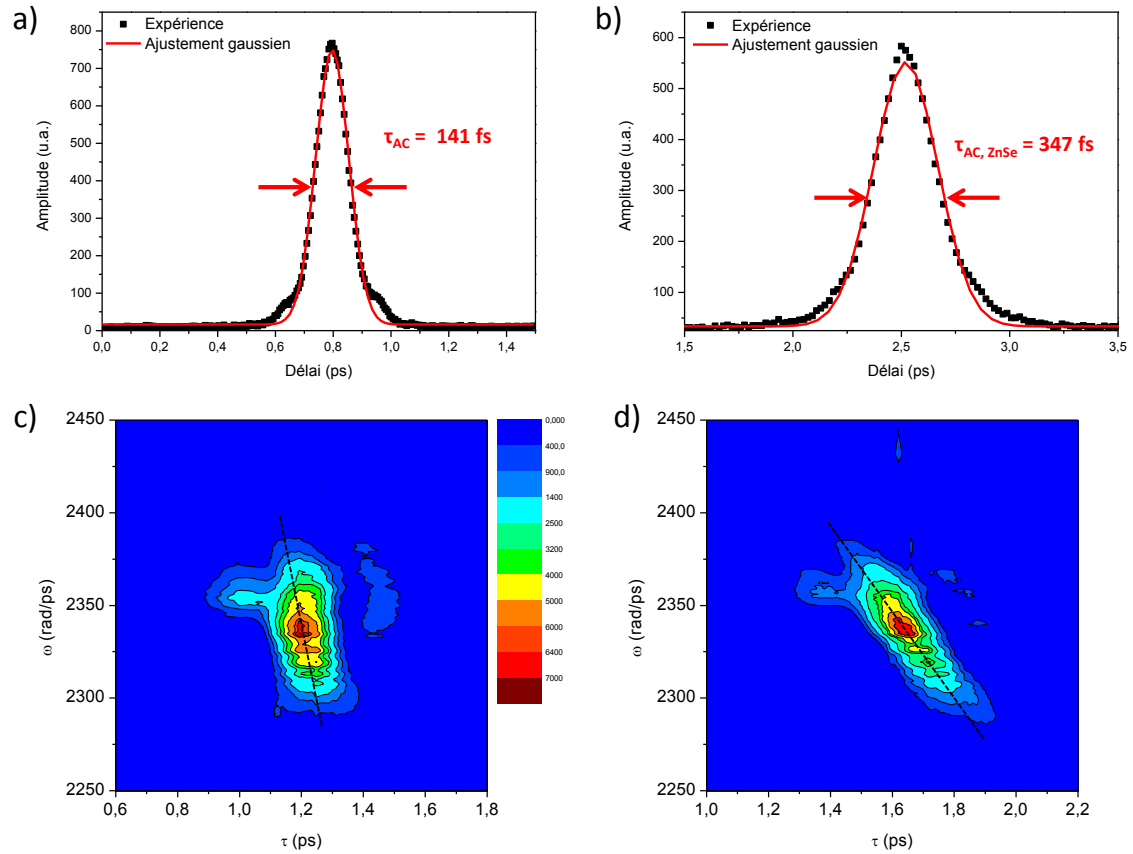 a)
Expérience
Ajustement gaussien
τAC = 141 fs
Amplitude (u.a.)
800
700
600
500
400
300
200
100
0
0,0 0,2 0,4 0,6 0,8 1,0 1,2 1,4
Délai (ps)
b)
Expérience
Ajustement gaussien
τAC, ZnSe = 347 fs
Amplitude (u.a.)
600
500
400
300
200
100
1,5 2,0 2,5 3,0 3,5
Délai (ps)
c)
ω (rad/ps)
2450
2400
2350
2300
2250
0,6 0,8 1,0 1,2 1,4 1,6 1,8
τ (ps)
0,000
400,0
900,0
1400
2500
3200
4000
5000
6000
6400
7000
d)
ω (rad/ps)
2450
2400
2350
2300
2250
1,0 1,2 1,4 1,6 1,8 2,0 2,2
τ (ps)